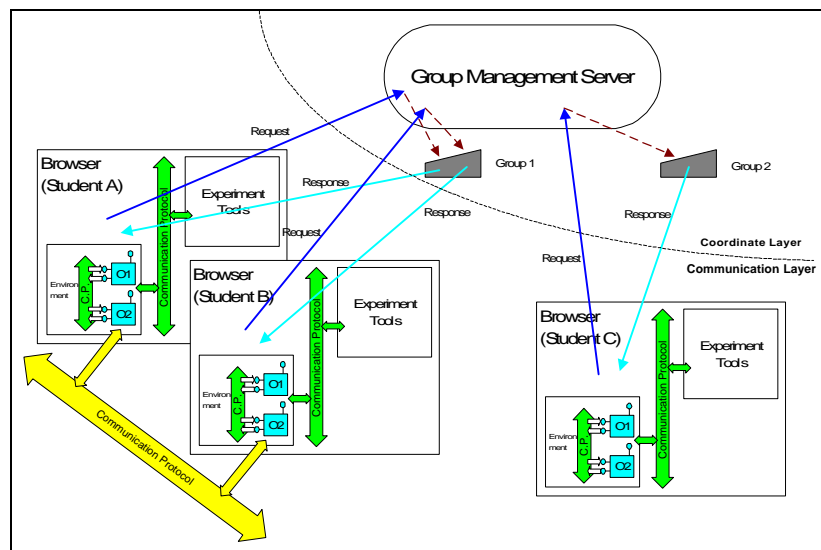 Group Management Server
Request
Group 1
Group 2
Browser
(Student A)
Communication Protocol
Experiment
Tools
Response
Request
Response
Response
Request
Coordinate Layer
Communication Layer
Environ
ment
C.P.
O1
O2
Browser
(Student B)
Communication Protocol
Experiment
Tools
Environ
ment
C.P.
O1
O2
Communication Protocol
Browser
(Student C)
Communication Protocol
Experiment
Tools
Environ
ment
C.P.
O1
O2